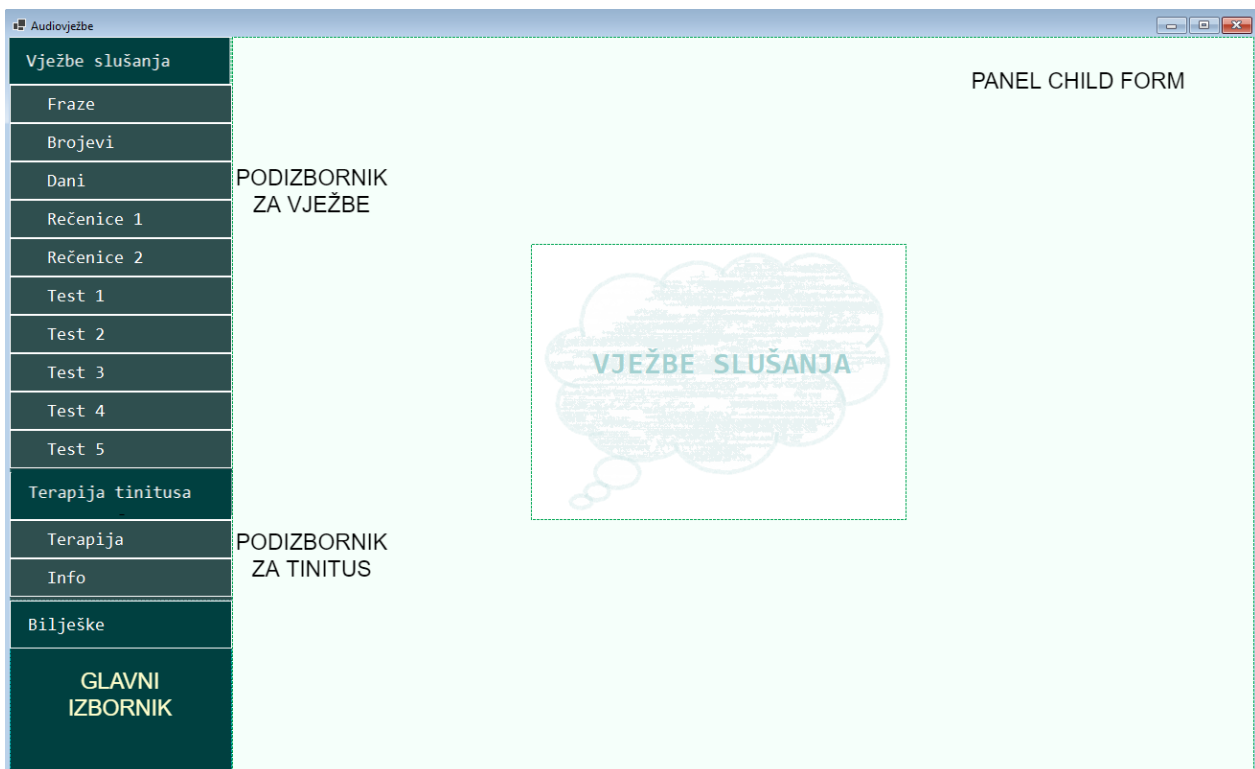 Audiovježbe
Vježbe slušanja
Fraze
Brojevi
Dani
Rečenice 1
Rečenice 2
Test 1
Test 2
Test 3
Test 4
Test 5
Terapija tinitusa
Terapija
Info
Bilješke
GLAVNI
IZBORNIK
PODIZBORNIK
ZA VJEŽBE
PODIZBORNIK
ZA TINITUS
PANEL CHILD FORM
VJEŽBE SLUŠANJA